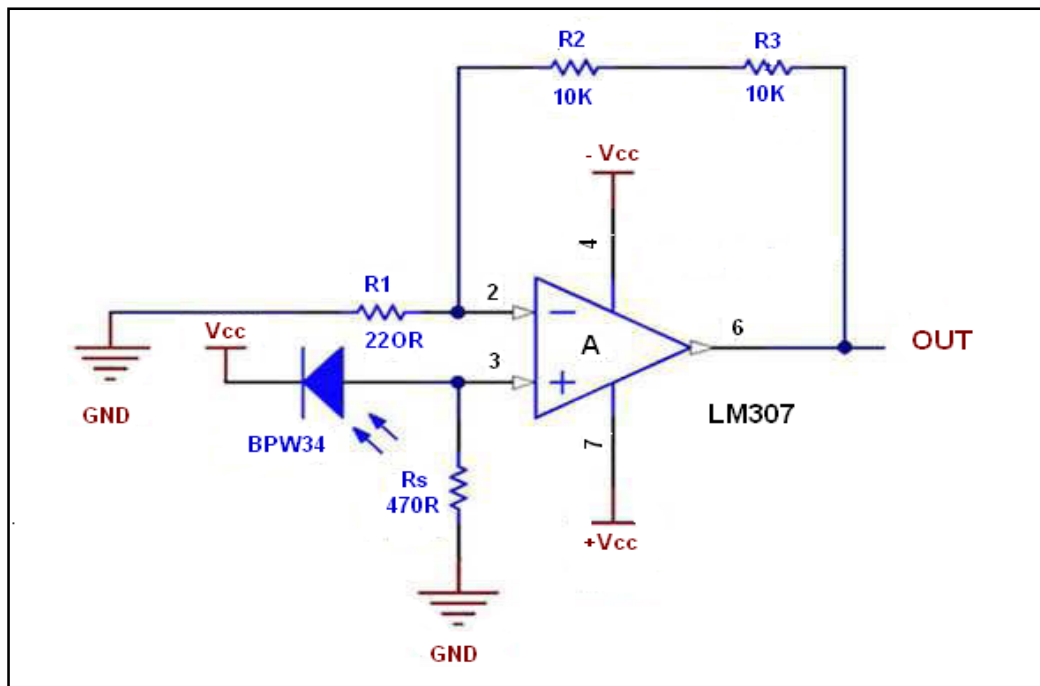 R2
R3
10K
10K
- Vcc
4
R1
2
220R
Vcc
6
OUT
A
3
GND
BPW34
LM307
7
Rs
470R
+Vcc
GND